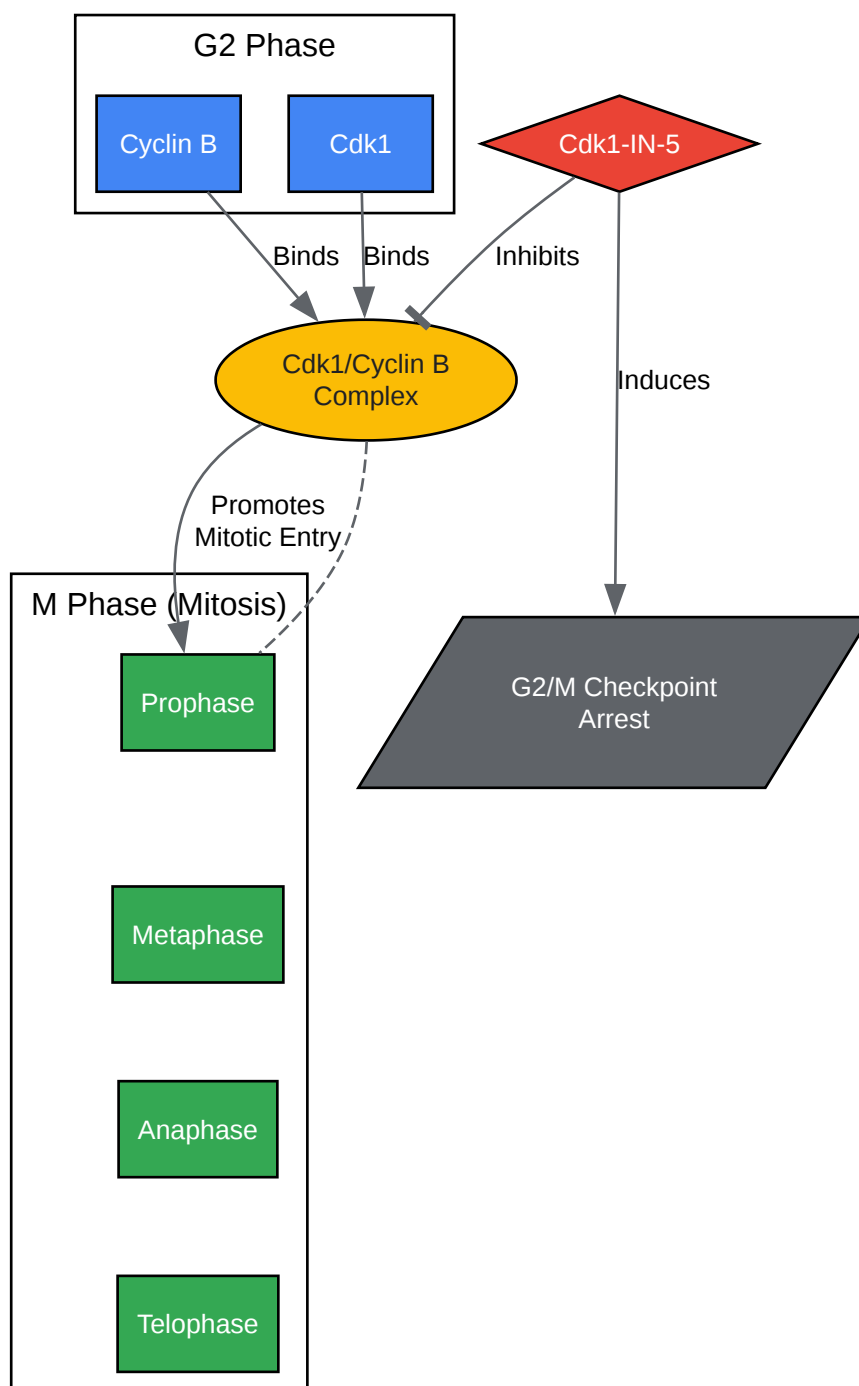 G2 Phase
Cyclin B
Cdk1
Cdk1-IN-5
Binds
Binds
Inhibits
Cdk1/Cyclin B
Complex
Induces
Promotes
Mitotic Entry
M Phase (Mitosis)
Prophase
G2/M Checkpoint
Arrest
Metaphase
Anaphase
Telophase